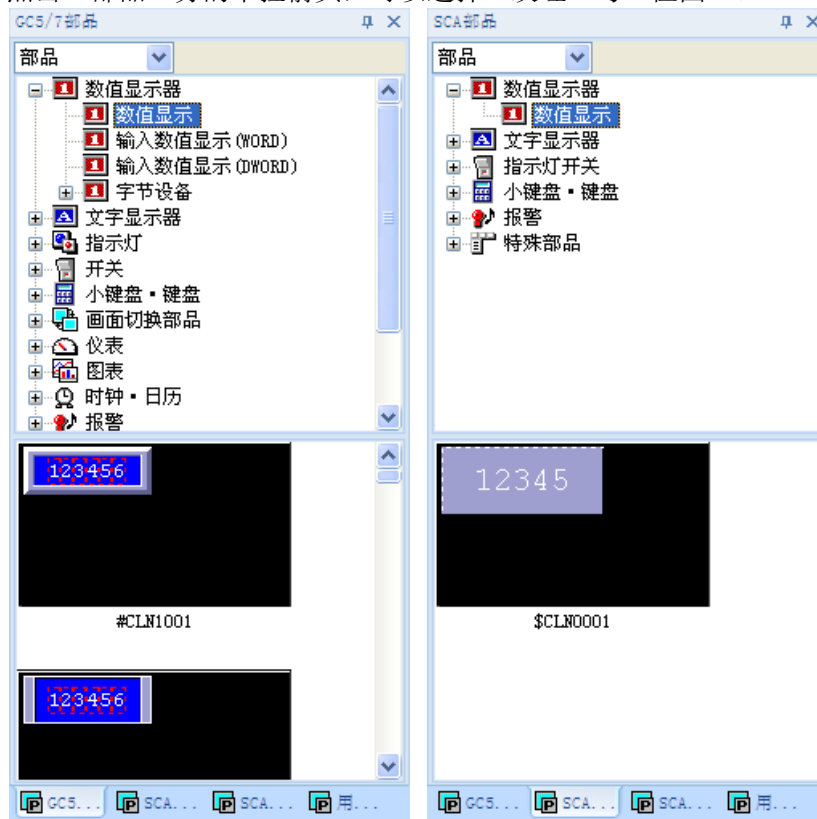 GC5/7部品
部品
数值显示器
数值显示
输入数值显示(WORD)
输入数值显示(DWORD)
字节设备
文字显示器
指示灯
开关
小键盘·键盘
画面切换部品
仪表
图表
时钟·日历
报警
123456
#CLN1001
123456
GC5... SCA... SCA... 用...
SCA部品
部品
数值显示器
数值显示
文字显示器
指示灯开关
小键盘·键盘
报警
特殊部品
12345
$CLN0001
GC5... SCA... SCA... 用...